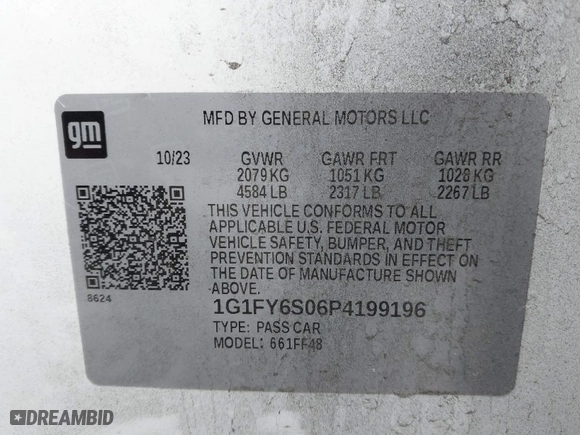 gm
MFD BY GENERAL MOTORS LLC
10/23 GVWR GAWR FRT GAWR RR
2079 KG 1051 KG 1028 KG
4584 LB 2317 LB 2267 LB
THIS VEHICLE CONFORMS TO ALL
APPLICABLE U.S. FEDERAL MOTOR
VEHICLE SAFETY, BUMPER, AND THEFT
PREVENTION STANDARDS IN EFFECT ON
THE DATE OF MANUFACTURE SHOWN
ABOVE.
8624
1G1FY6S06P4199196
TYPE: PASS CAR
MODEL: 661FF48
DREAMBID